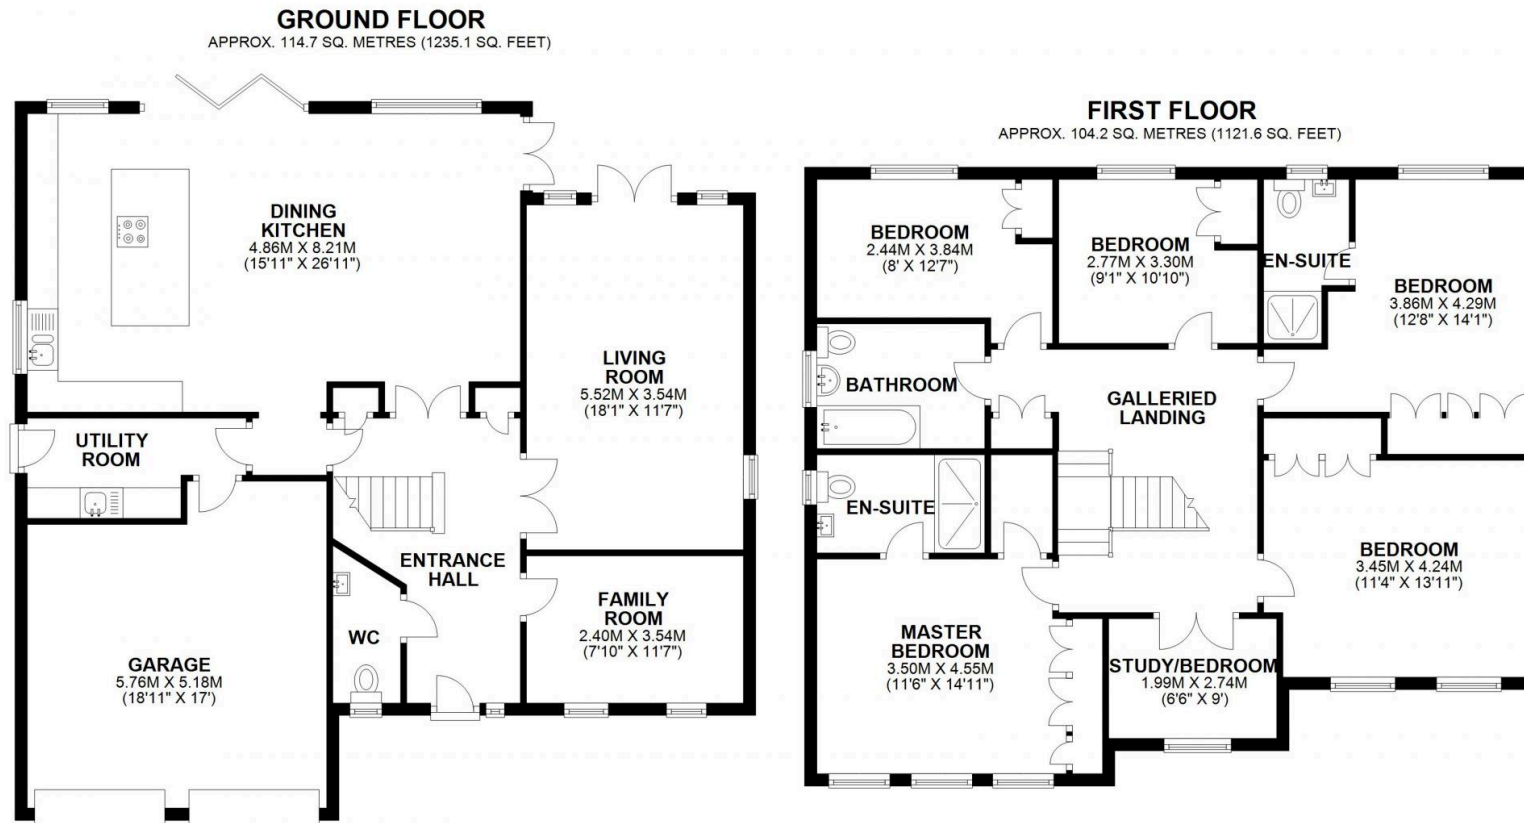 GROUND FLOOR
APPROX. 114.7 SQ. METRES (1235.1 SQ. FEET)
DINING
KITCHEN
4.86M X 8.21M
(15'11" X 26'11")
LIVING
ROOM
5.52M X 3.54M
(18'1" X 11'7")
UTILITY
ROOM
ENTRANCE
HALL
FAMILY
ROOM
2.40M X 3.54M
(7'10" X 11'7")
WC
GARAGE
5.76M X 5.18M
(18'11" X 17')
FIRST FLOOR
APPROX. 104.2 SQ. METRES (1121.6 SQ. FEET)
BEDROOM
2.44M X 3.84M
(8' X 12'7")
BEDROOM
2.77M X 3.30M
(9'1" X 10'10")
EN-SUITE
BEDROOM
3.86M X 4.29M
(12'8" X 14'1")
BATHROOM
GALLERIED
LANDING
EN-SUITE
BEDROOM
3.45M X 4.24M
(11'4" X 13'11")
MASTER
BEDROOM
3.50M X 4.55M
(11'6" X 14'11")
STUDY/BEDROOM
1.99M X 2.74M
(6'6" X 9')